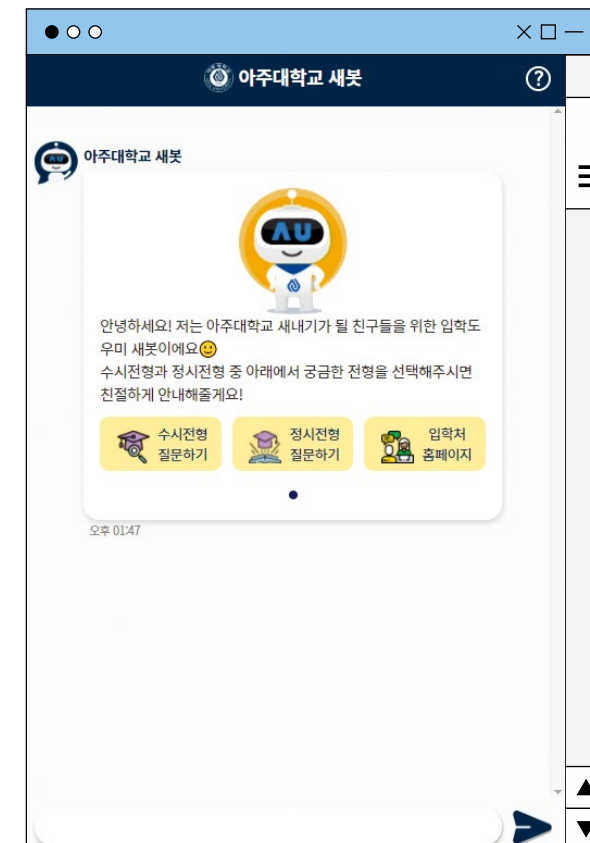 아주대학교 새봇
아주대학교 새봇
AU
안녕하세요! 저는 아주대학교 새내기가 될 친구들을 위한 입학도
우미 새봇이에요🙂
수시전형과 정시전형 중 아래에서 궁금한 전형을 선택해주시면
친절하게 안내해줄게요!
수시전형
질문하기
정시전형
질문하기
입학처
홈페이지
오후 01:47